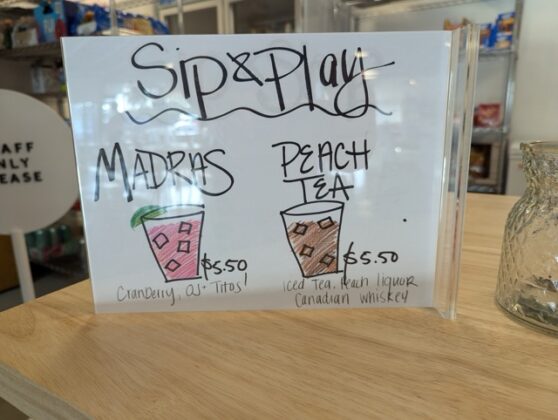 Sip & Play
MADRAS
PEACH
TEA
$5.50
Cranberry, OJ + Titos!
$5.50
iced Tea, Peach liquor
Canadian whiskey
AFF
NLY
EASE